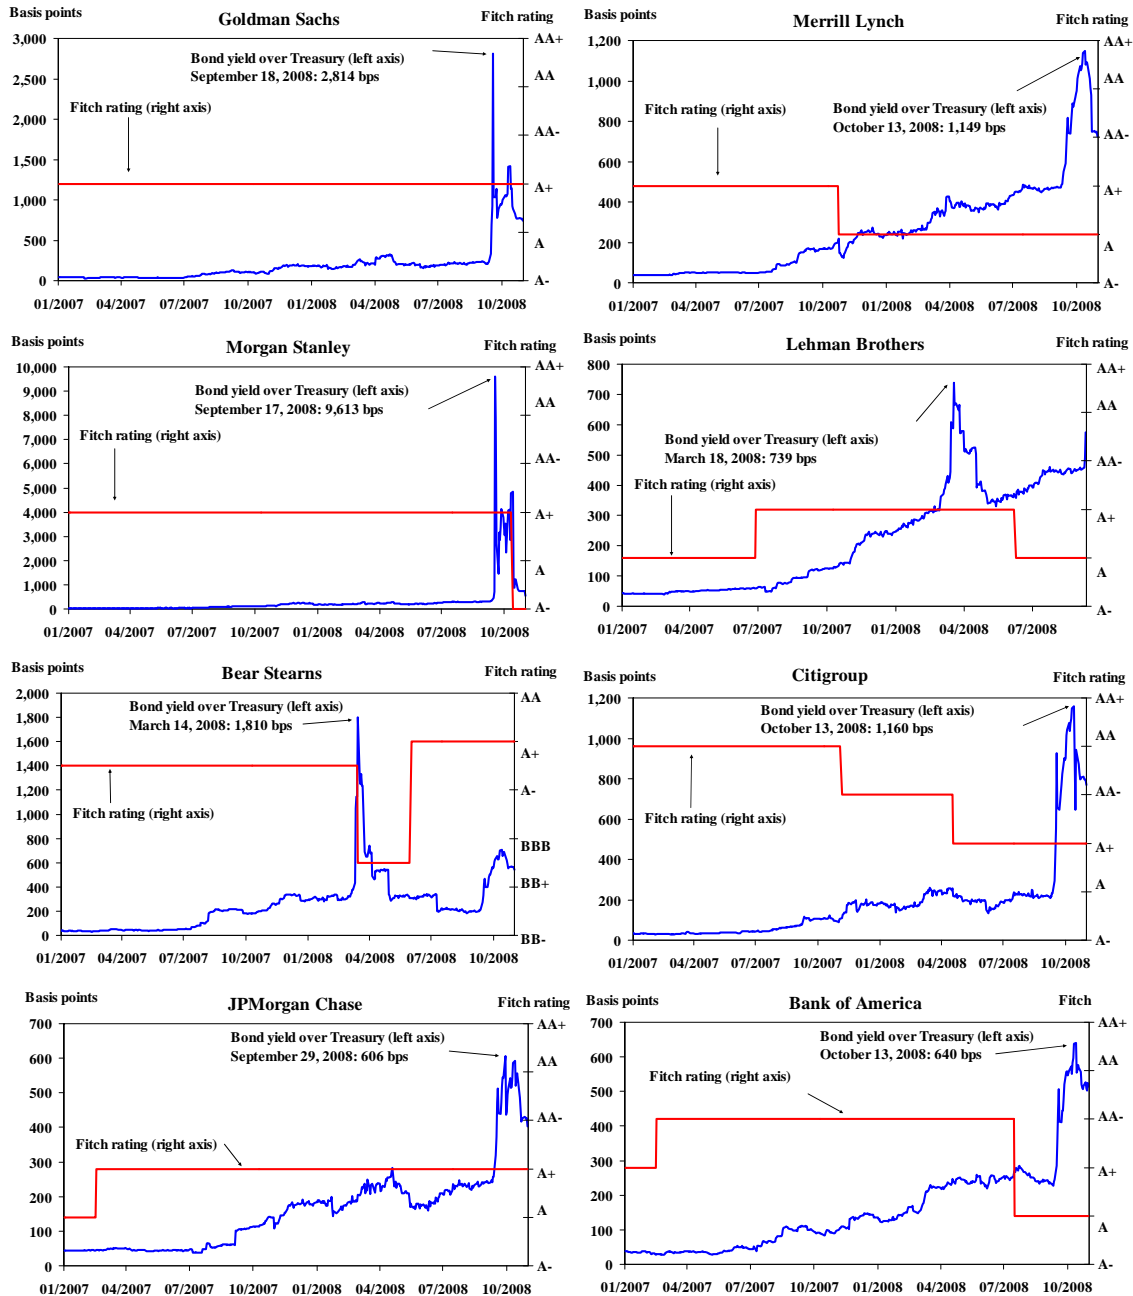 Basis points
Goldman Sachs
Fitch rating
3,000
2,500
2,000
1,500
1,000
500
0
AA+
AA
AA-
A+
A
A-
Bond yield over Treasury (left axis)
September 18, 2008: 2,814 bps
Fitch rating (right axis)
01/2007 04/2007 07/2007 10/2007 01/2008 04/2008 07/2008 10/2008
Basis points
Merrill Lynch
Fitch rating
1,200
1,000
800
600
400
200
0
AA+
AA
AA-
A+
A
A-
Fitch rating (right axis)
Bond yield over Treasury (left axis)
October 13, 2008: 1,149 bps
01/2007 04/2007 07/2007 10/2007 01/2008 04/2008 07/2008 10/2008
Basis points
Morgan Stanley
Fitch rating
10,000
9,000
8,000
7,000
6,000
5,000
4,000
3,000
2,000
1,000
0
AA+
AA
AA-
A+
A
A-
Bond yield over Treasury (left axis)
September 17, 2008: 9,613 bps
Fitch rating (right axis)
01/2007 04/2007 07/2007 10/2007 01/2008 04/2008 07/2008 10/2008
Basis points
Lehman Brothers
Fitch rating
800
700
600
500
400
300
200
100
0
AA+
AA
AA-
A+
A
A-
Bond yield over Treasury (left axis)
March 18, 2008: 739 bps
Fitch rating (right axis)
01/2007 04/2007 07/2007 10/2007 01/2008 04/2008 07/2008
Basis points
Bear Stearns
Fitch rating
2,000
1,800
1,600
1,400
1,200
1,000
800
600
400
200
0
AA
A+
A-
BBB
BB+
BB-
Bond yield over Treasury (left axis)
March 14, 2008: 1,810 bps
Fitch rating (right axis)
01/2007 04/2007 07/2007 10/2007 01/2008 04/2008 07/2008 10/2008
Basis points
Citigroup
Fitch rating
1,200
1,000
800
600
400
200
0
AA+
AA
AA-
A+
A
A-
Bond yield over Treasury (left axis)
October 13, 2008: 1,160 bps
Fitch rating (right axis)
01/2007 04/2007 07/2007 10/2007 01/2008 04/2008 07/2008 10/2008
Basis points
JPMorgan Chase
Fitch rating
700
600
500
400
300
200
100
0
AA+
AA
AA-
A+
A
A-
Bond yield over Treasury (left axis)
September 29, 2008: 606 bps
Fitch rating (right axis)
01/2007 04/2007 07/2007 10/2007 01/2008 04/2008 07/2008 10/2008
Basis points
Bank of America
Fitch
700
600
500
400
300
200
100
0
AA+
AA
AA-
A+
A
A-
Bond yield over Treasury (left axis)
October 13, 2008: 640 bps
Fitch rating (right axis)
01/2007 04/2007 07/2007 10/2007 01/2008 04/2008 07/2008 10/2008